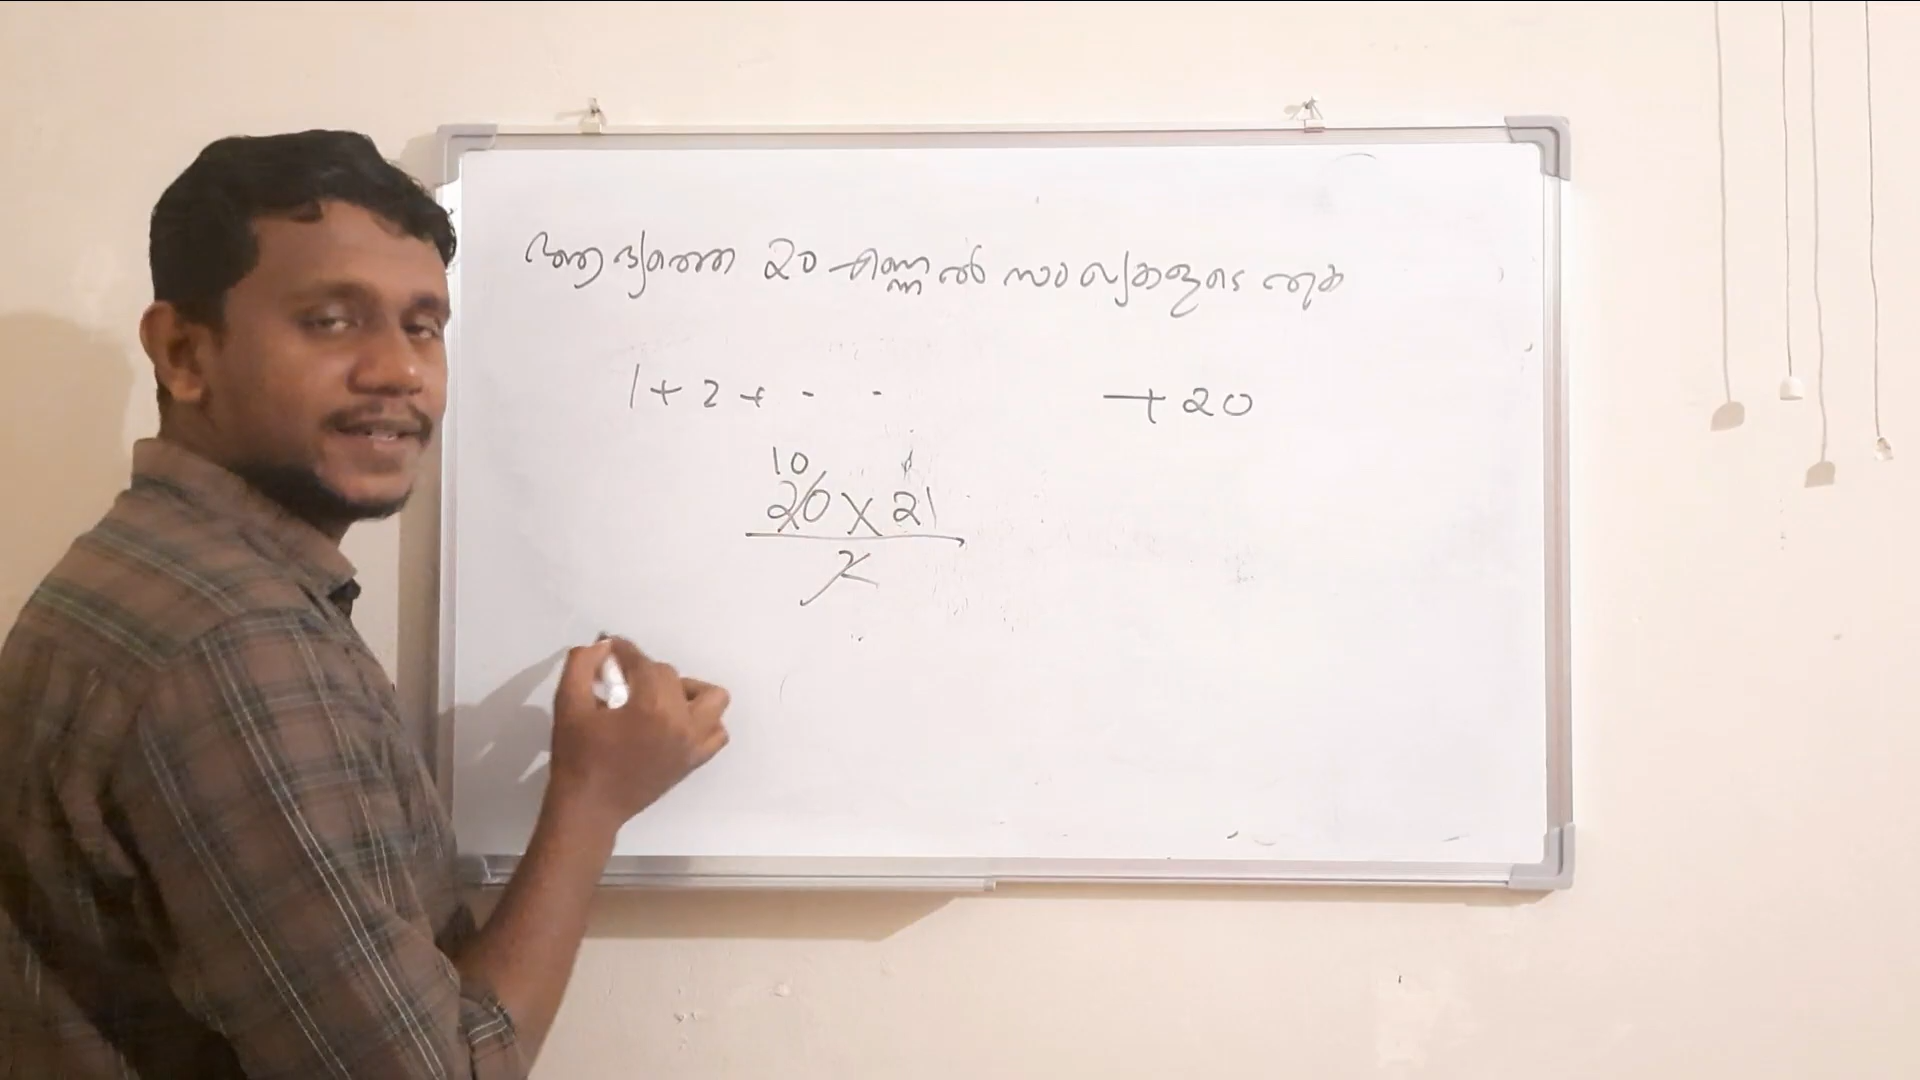 ആദ്യത്തെ 20 എണ്ണൽ സംഖ്യകളുടെ തുക
1 + 2 + - - + 20
10
20 x 21
2